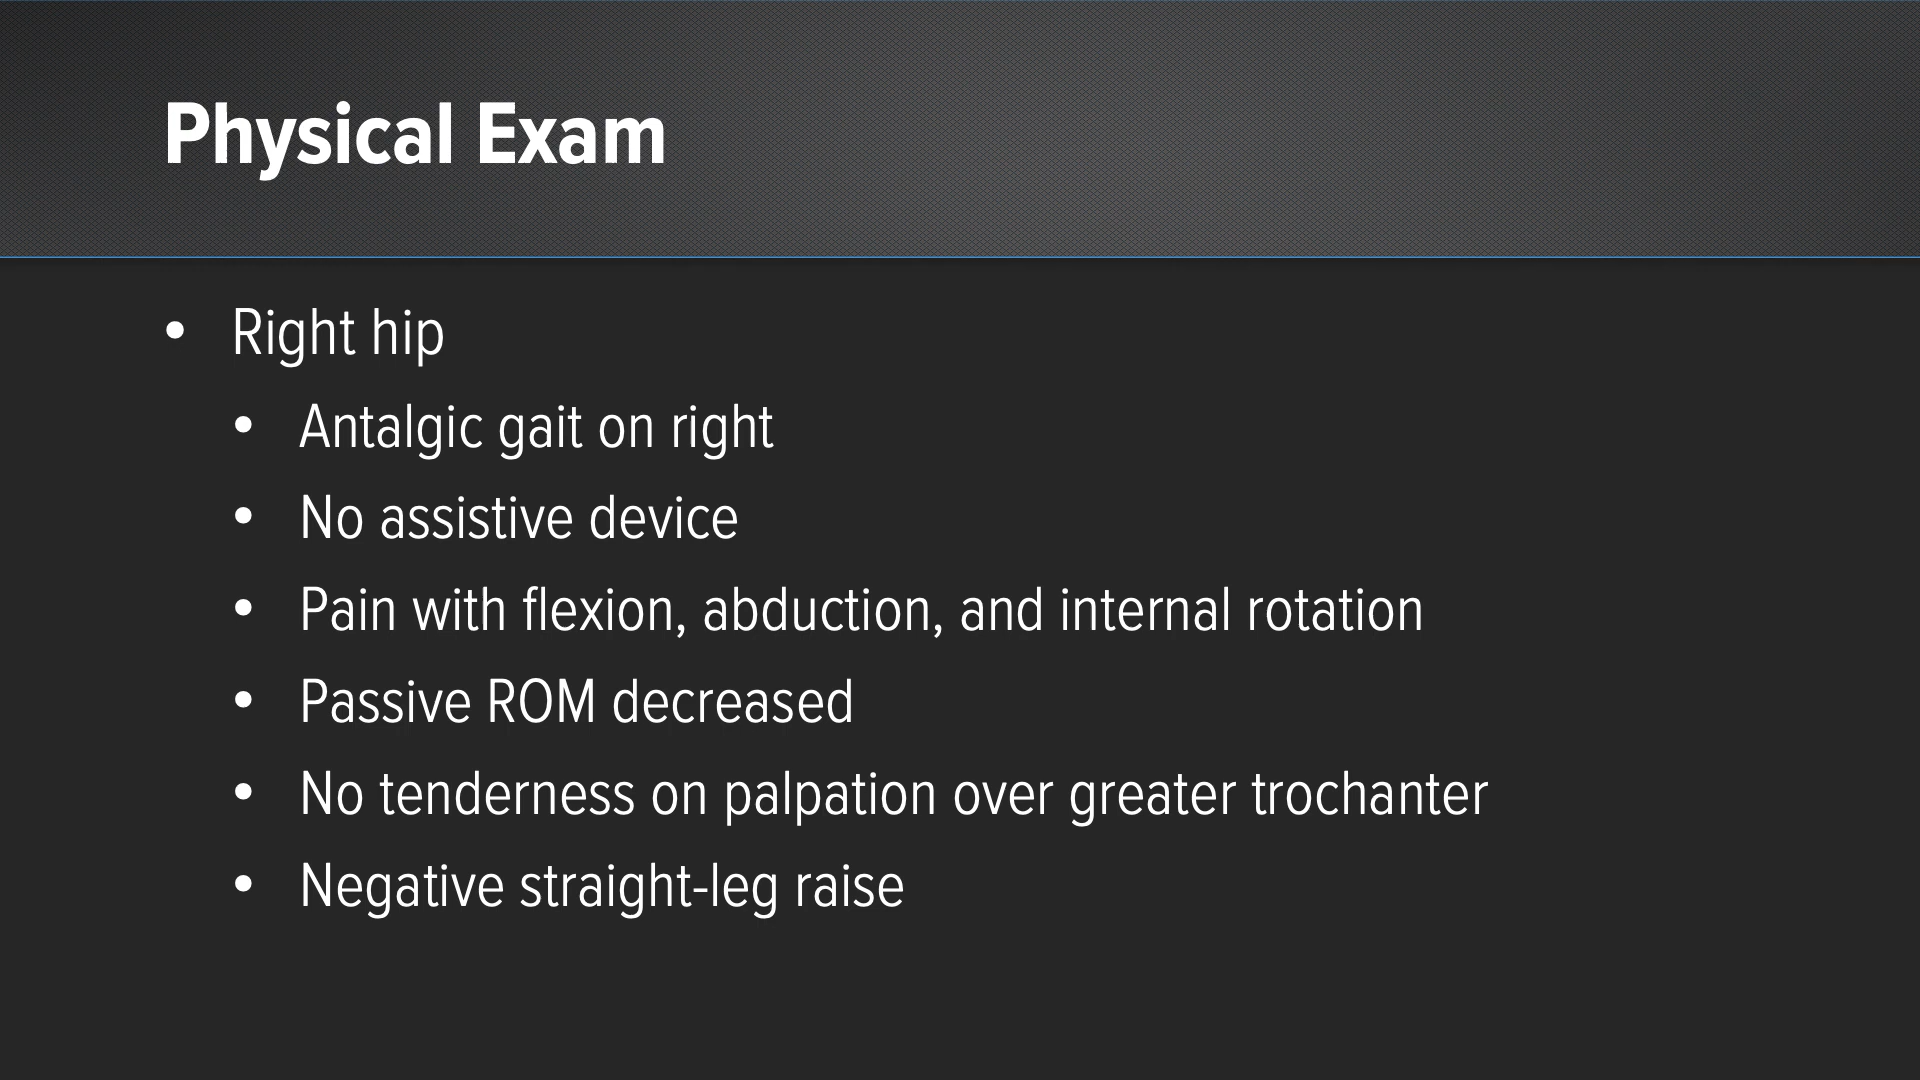 Physical Exam
• Right hip
• Antalgic gait on right
• No assistive device
• Pain with flexion, abduction, and internal rotation
• Passive ROM decreased
• No tenderness on palpation over greater trochanter
• Negative straight-leg raise